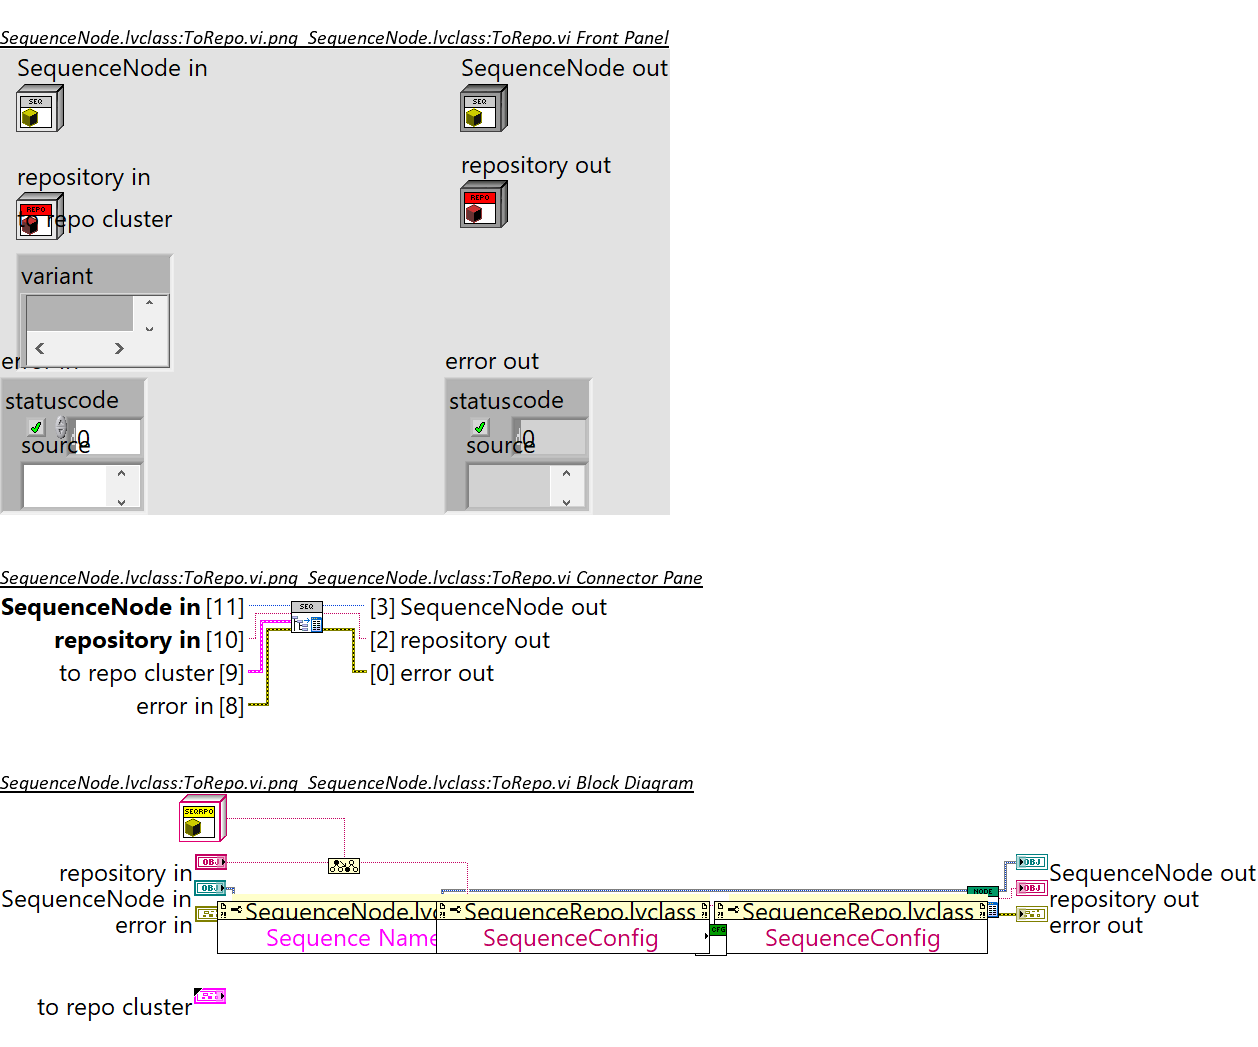 SequenceNode.lvclass:ToRepo.vi.png SequenceNode.lvclass:ToRepo.vi Front Panel
SequenceNode in
SequenceNode out
SEQ
SEQ
repository in
repository out
REPO
REPO
to repo cluster
variant
error in
error out
status code
status code
0
0
source
source
SequenceNode.lvclass:ToRepo.vi.png SequenceNode.lvclass:ToRepo.vi Connector Pane
SequenceNode in [11]
SEQ
[3] SequenceNode out
repository in [10]
[2] repository out
to repo cluster [9]
[0] error out
error in [8]
SequenceNode.lvclass:ToRepo.vi.png SequenceNode.lvclass:ToRepo.vi Block Diagram
SEQRPO
repository in
OBJ
OBJ
SequenceNode out
SequenceNode in
OBJ
NODE
OBJ
repository out
error in
SequenceNode.lvc
SequenceRepo.lvclass
SequenceRepo.lvclass
error out
Sequence Name
SequenceConfig
CFG
SequenceConfig
to repo cluster